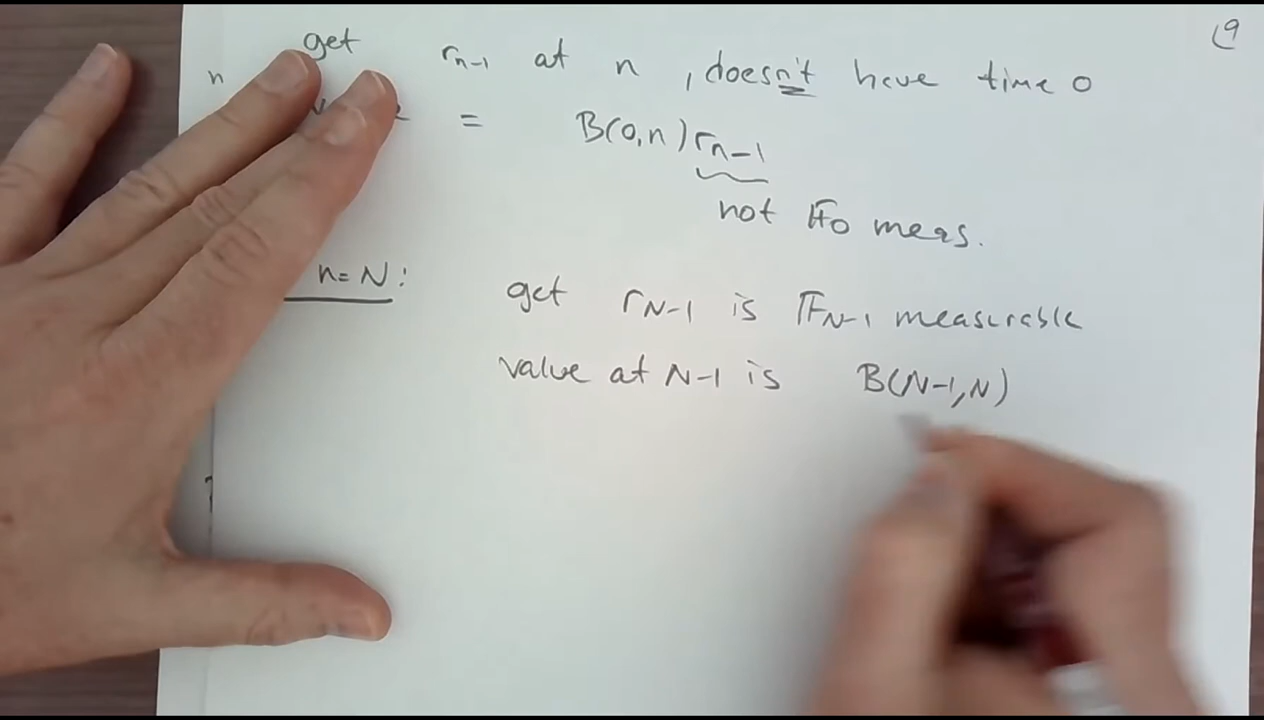 9
get r_{n-1} at n, doesn't have time 0
n
= B(0,n) r_{n-1}
not F_0 meas.
n=N: get r_{N-1} is F_{N-1} measurable
value at N-1 is B(N-1,N)